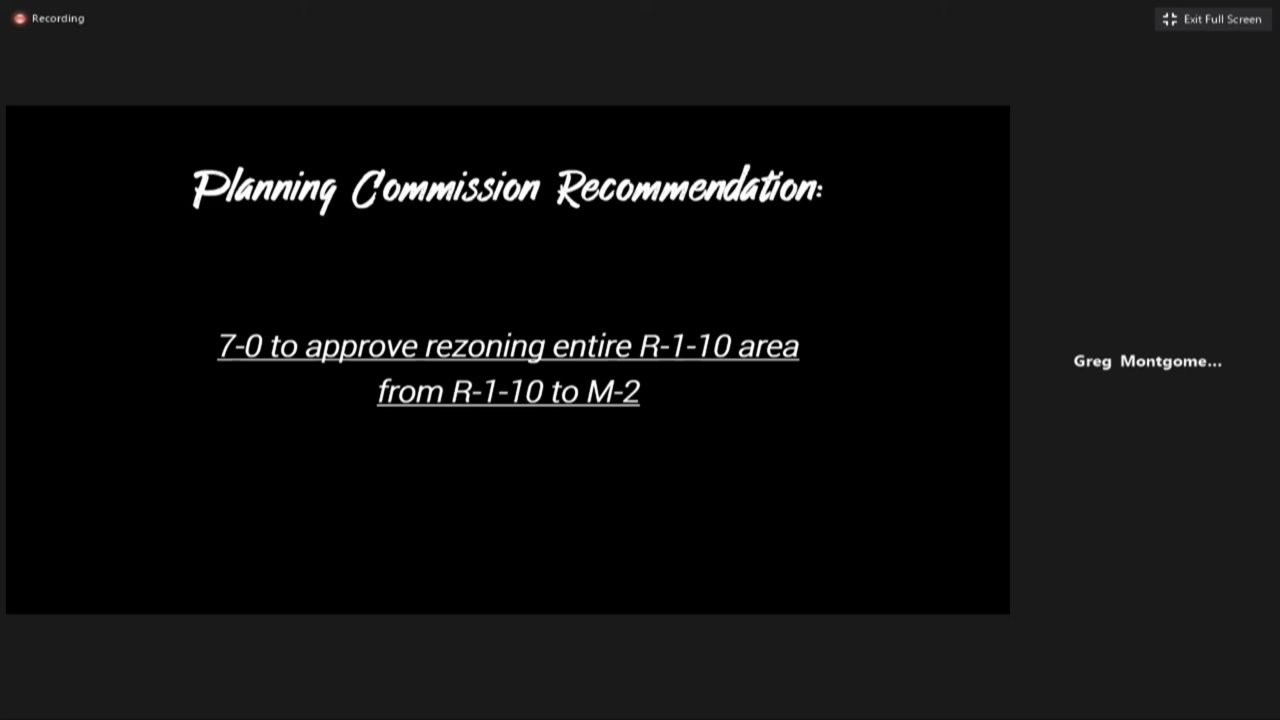 Recording
Exit Full Screen
Planning Commission Recommendation:
7-0 to approve rezoning entire R-1-10 area
from R-1-10 to M-2
Greg Montgome...